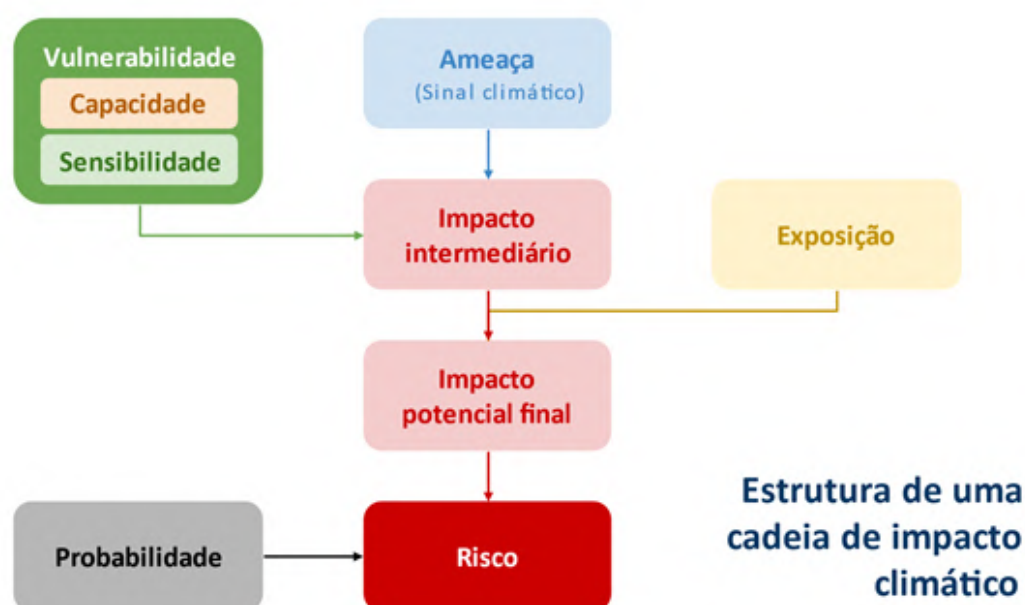 Vulnerabilidade
Capacidade
Sensibilidade
Ameaça
(Sinal climático)
Impacto
intermediário
Exposição
Impacto
potencial final
Probabilidade
Risco
Estrutura de uma
cadeia de impacto
climático